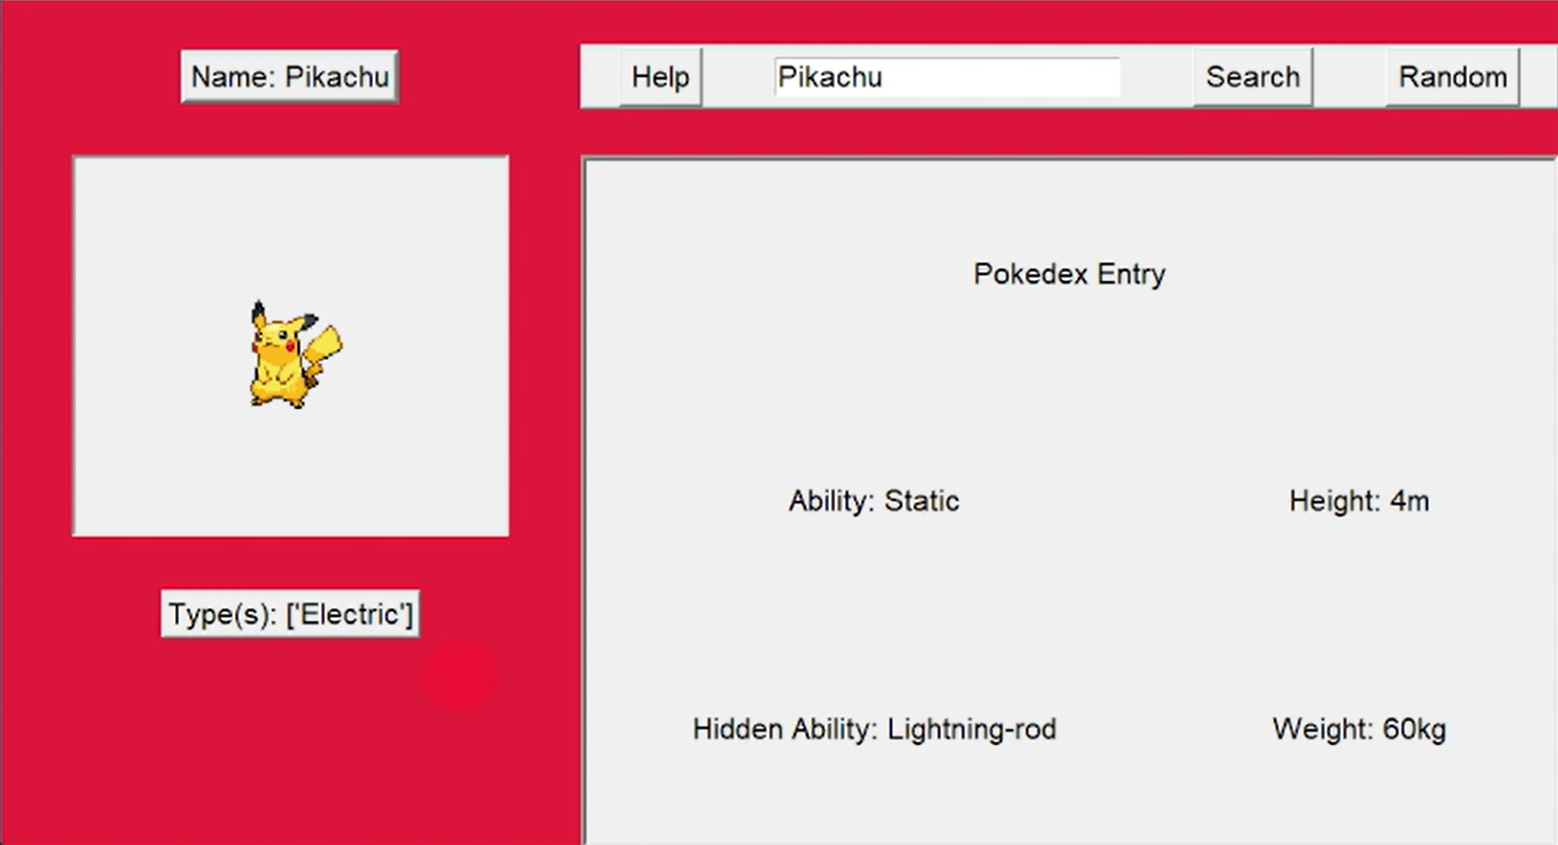 Name: Pikachu
Help
Pikachu
Search
Random
Pokedex Entry
Ability: Static
Height: 4m
Type(s): ['Electric']
Hidden Ability: Lightning-rod
Weight: 60kg